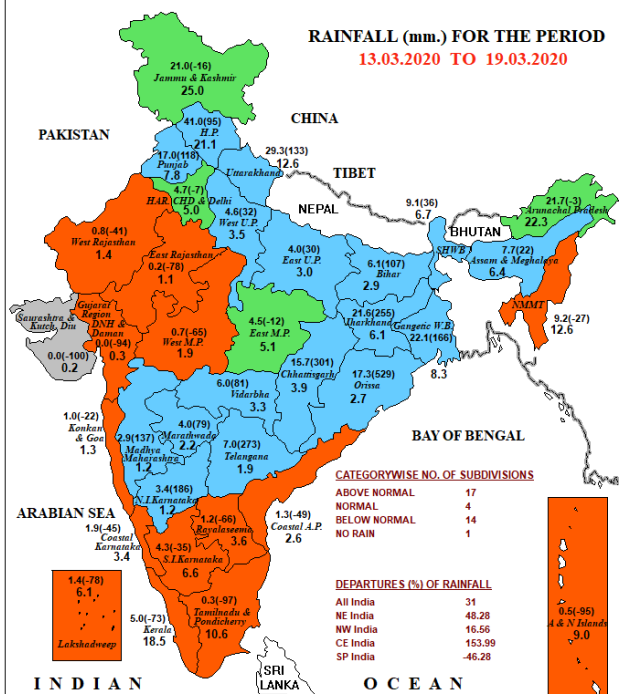 RAINFALL (mm.) FOR THE PERIOD
13.03.2020 TO 19.03.2020
21.0(-16)
Jammu & Kashmir
25.0
CHINA
41.0(95)
H.P.
21.1
PAKISTAN
17.0(118)
Punjab
7.8
29.3(133)
12.6
Uttarakhand
TIBET
4.7(-7)
HAR. CHD & Delhi
5.0
NEPAL
4.6(32)
West U.P.
3.5
9.1(36)
6.7
BHUTAN
21.7(-3)
Arunachal Pradesh
22.3
0.8(-41)
West Rajasthan
1.4
East Rajasthan
0.2(-78)
1.1
4.0(30)
East U.P.
3.0
6.1(107)
Bihar
2.9
SHWB
7.7(22)
Assam & Meghalaya
6.4
NMMT
9.2(-27)
12.6
Gujarat
Region
DNH &
Daman
0.0(-94)
0.3
Saurashtra &
Kutch, Diu
0.0(-100)
0.2
0.7(-65)
West M.P.
1.9
4.5(-12)
East M.P.
5.1
21.6(255)
Jharkhand
6.1
Gangetic W.B.
22.1(166)
8.3
15.7(301)
Chhattisgarh
3.9
17.3(529)
Orissa
2.7
6.0(81)
Vidarbha
3.3
1.0(-22)
Konkan
& Goa
1.3
4.0(79)
Marathwada
2.2
2.9(137)
Madhya
Maharashtra
1.2
7.0(273)
Telangana
1.9
BAY OF BENGAL
3.4(186)
N.I.Karnataka
1.2
ARABIAN SEA
1.9(-45)
Coastal
Karnataka
3.4
1.2(-66)
Rayalaseema
3.6
1.3(-49)
Coastal A.P.
2.6
4.3(-35)
S.I.Karnataka
6.6
0.3(-97)
Tamilnadu &
Pondicherry
10.6
5.0(-73)
Kerala
18.5
1.4(-78)
6.1
Lakshadweep
CATEGORYWISE NO. OF SUBDIVISIONS
ABOVE NORMAL 17
NORMAL 4
BELOW NORMAL 14
NO RAIN 1
DEPARTURES (%) OF RAINFALL
All India 31
NE India 48.28
NW India 16.56
CE India 153.99
SP India -46.28
0.5(-95)
A & N Islands
9.0
SRI
LANKA
INDIAN OCEAN